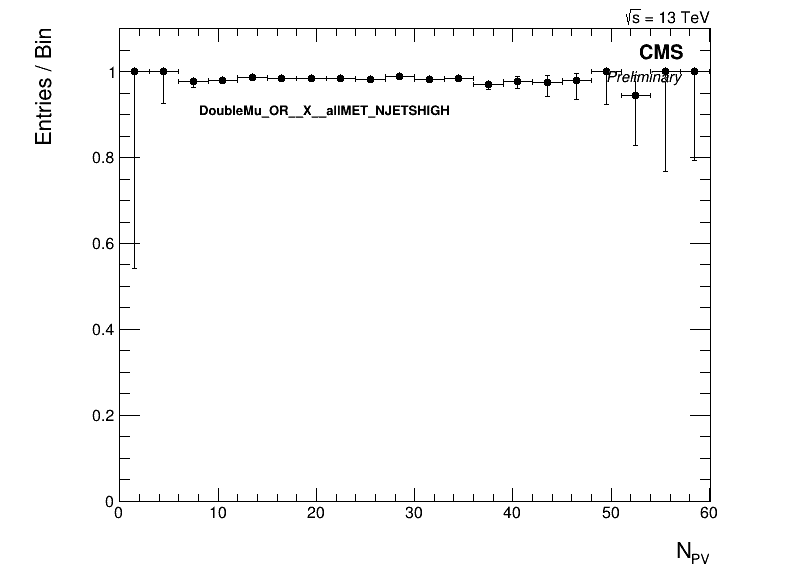 √s = 13 TeV
CMS
Preliminary
DoubleMu_OR__X__allMET_NJETSHIGH
Entries / Bin
1
0.8
0.6
0.4
0.2
0
0 10 20 30 40 50 60
N_PV